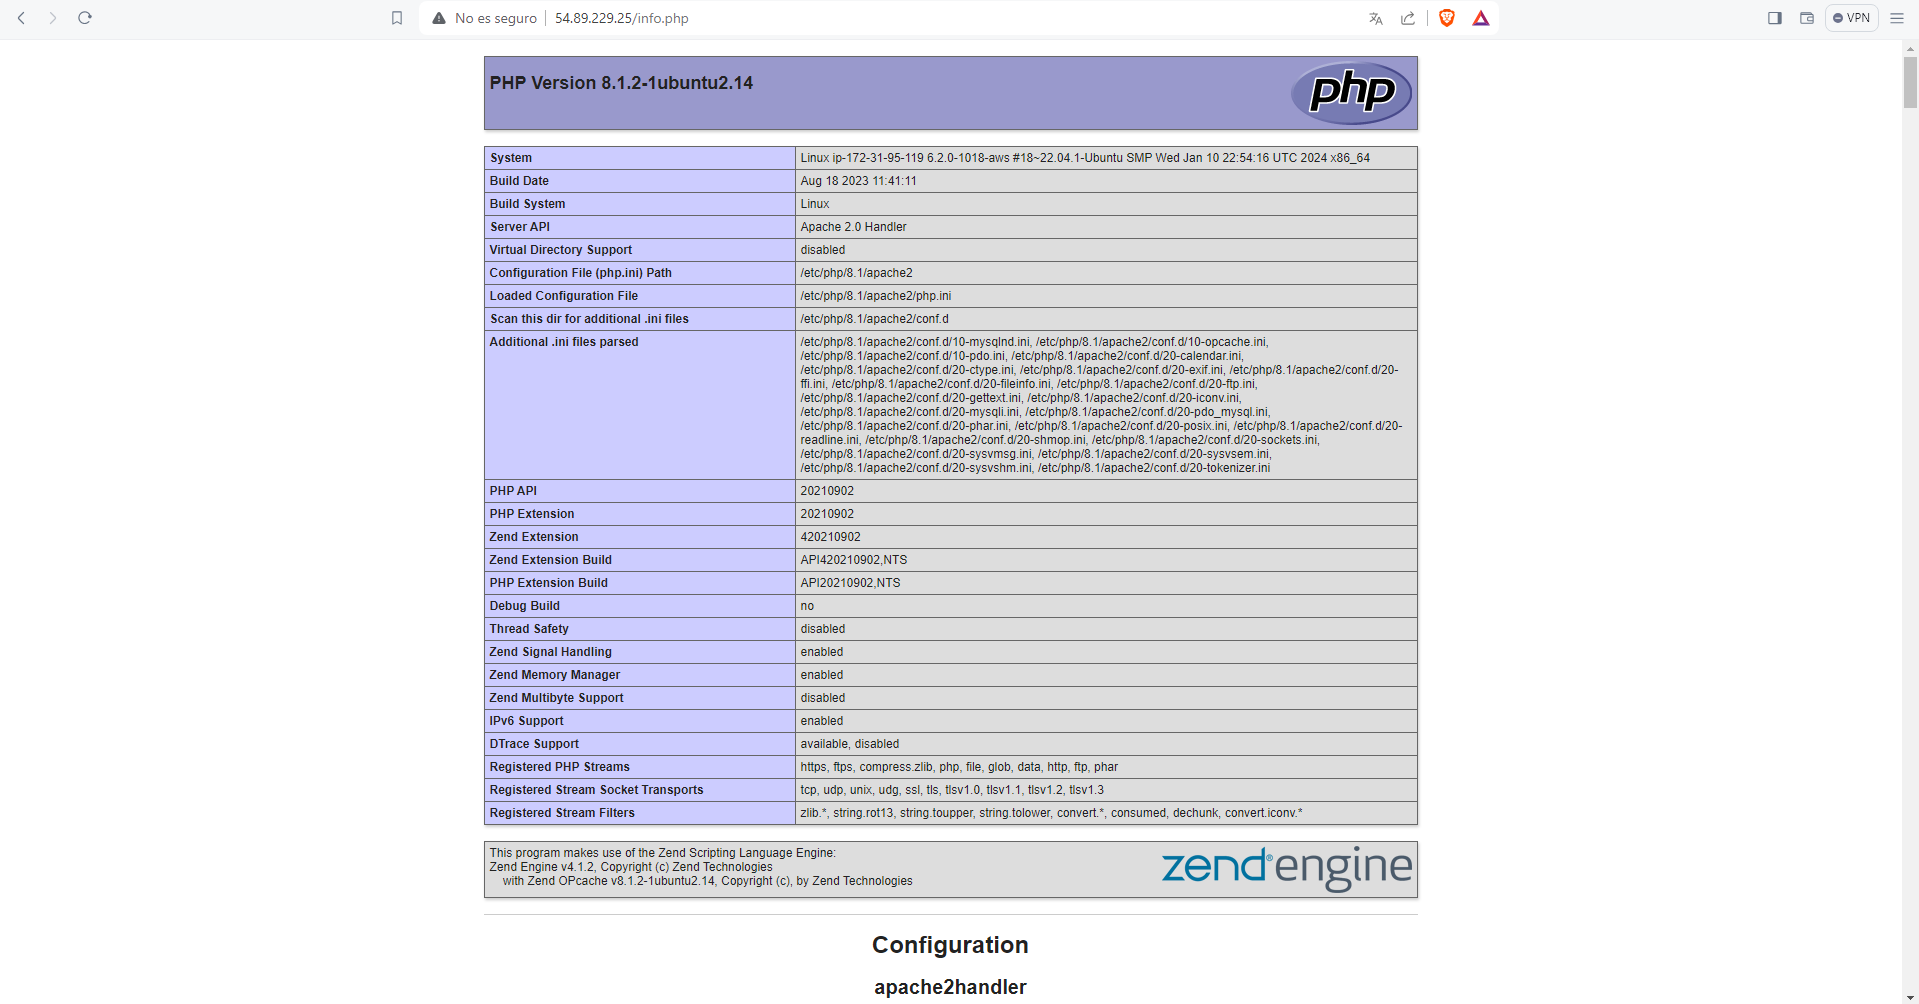 No es seguro 54.89.229.25/info.php
VPN
PHP Version 8.1.2-1ubuntu2.14
php
System Linux ip-172-31-95-119 6.2.0-1018-aws #18~22.04.1-Ubuntu SMP Wed Jan 10 22:54:16 UTC 2024 x86_64
Build Date Aug 18 2023 11:41:11
Build System Linux
Server API Apache 2.0 Handler
Virtual Directory Support disabled
Configuration File (php.ini) Path /etc/php/8.1/apache2
Loaded Configuration File /etc/php/8.1/apache2/php.ini
Scan this dir for additional .ini files /etc/php/8.1/apache2/conf.d
Additional .ini files parsed /etc/php/8.1/apache2/conf.d/10-mysqlnd.ini, /etc/php/8.1/apache2/conf.d/10-opcache.ini,
/etc/php/8.1/apache2/conf.d/10-pdo.ini, /etc/php/8.1/apache2/conf.d/20-calendar.ini,
/etc/php/8.1/apache2/conf.d/20-ctype.ini, /etc/php/8.1/apache2/conf.d/20-exif.ini, /etc/php/8.1/apache2/conf.d/20-
ffi.ini, /etc/php/8.1/apache2/conf.d/20-fileinfo.ini, /etc/php/8.1/apache2/conf.d/20-ftp.ini,
/etc/php/8.1/apache2/conf.d/20-gettext.ini, /etc/php/8.1/apache2/conf.d/20-iconv.ini,
/etc/php/8.1/apache2/conf.d/20-mysqli.ini, /etc/php/8.1/apache2/conf.d/20-pdo_mysql.ini,
/etc/php/8.1/apache2/conf.d/20-phar.ini, /etc/php/8.1/apache2/conf.d/20-posix.ini, /etc/php/8.1/apache2/conf.d/20-
readline.ini, /etc/php/8.1/apache2/conf.d/20-shmop.ini, /etc/php/8.1/apache2/conf.d/20-sockets.ini,
/etc/php/8.1/apache2/conf.d/20-sysvmsg.ini, /etc/php/8.1/apache2/conf.d/20-sysvsem.ini,
/etc/php/8.1/apache2/conf.d/20-sysvshm.ini, /etc/php/8.1/apache2/conf.d/20-tokenizer.ini
PHP API 20210902
PHP Extension 20210902
Zend Extension 420210902
Zend Extension Build API420210902,NTS
PHP Extension Build API20210902,NTS
Debug Build no
Thread Safety disabled
Zend Signal Handling enabled
Zend Memory Manager enabled
Zend Multibyte Support disabled
IPv6 Support enabled
DTrace Support available, disabled
Registered PHP Streams https, ftps, compress.zlib, php, file, glob, data, http, ftp, phar
Registered Stream Socket Transports tcp, udp, unix, udg, ssl, tls, tlsv1.0, tlsv1.1, tlsv1.2, tlsv1.3
Registered Stream Filters zlib.*, string.rot13, string.toupper, string.tolower, convert.*, consumed, dechunk, convert.iconv.*
This program makes use of the Zend Scripting Language Engine:
Zend Engine v4.1.2, Copyright (c) Zend Technologies
with Zend OPcache v8.1.2-1ubuntu2.14, Copyright (c), by Zend Technologies
zend® engine
Configuration
apache2handler